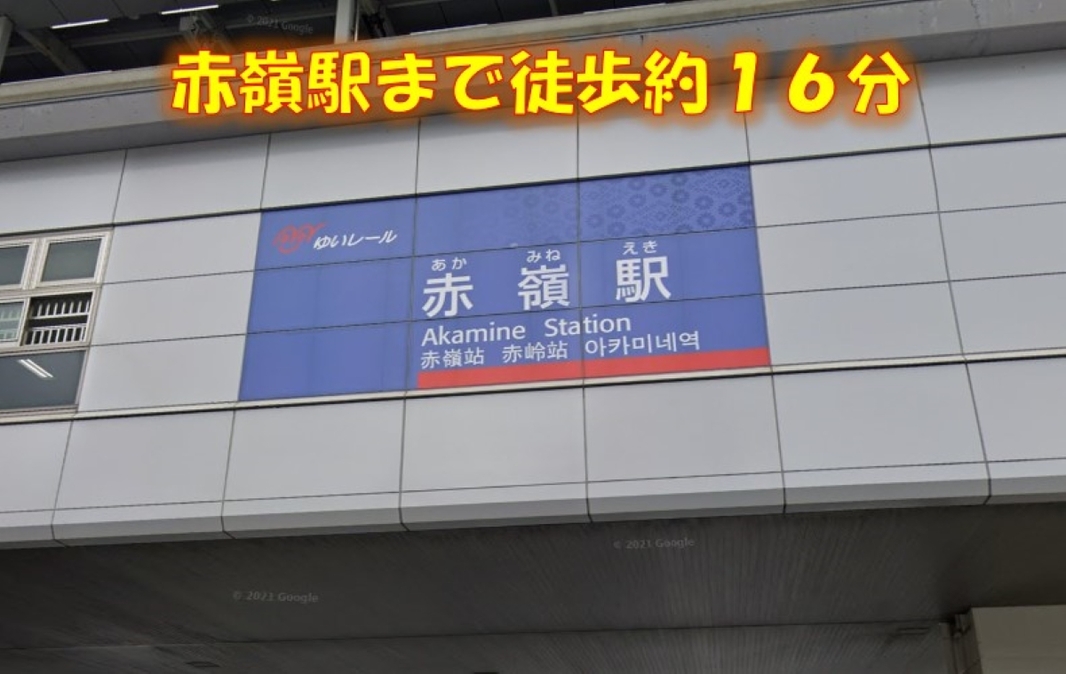 © 2021 Google
赤嶺駅まで徒歩約１６分
ゆいレール
あか みね えき
赤嶺駅
Akamine Station
赤嶺站 赤岭站 아카미네역
© 2021 Google
© 2021 Google